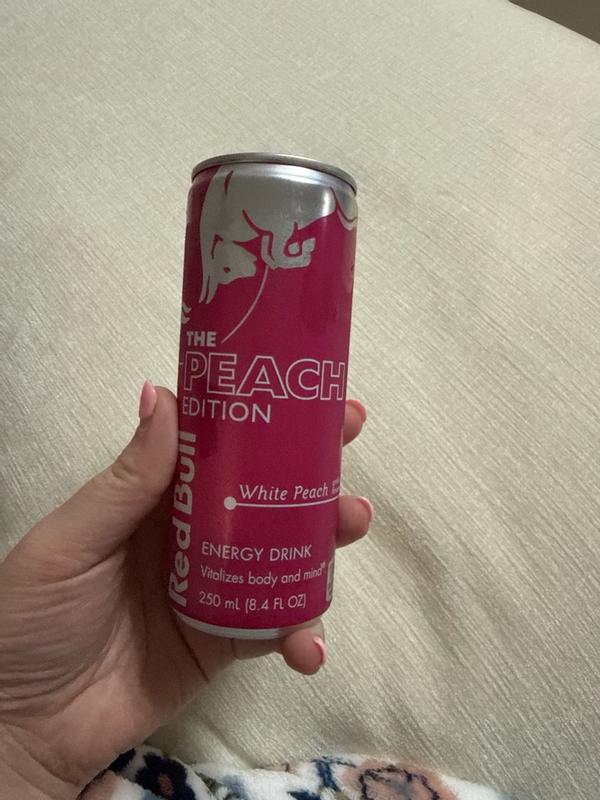 THE
PEACH
EDITION
Red Bull
White Peach
ENERGY DRINK
Vitalizes body and mind®
250 mL (8.4 FL OZ)